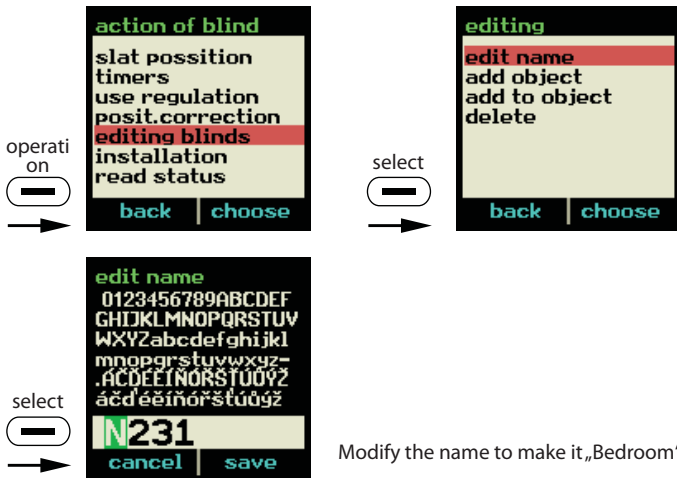 operati
on
action of blind
slat possition
timers
use regulation
posit.correction
editing blinds
installation
read status
back choose
select
editing
edit name
add object
add to object
delete
back choose
select
edit name
0123456789ABCDEF
GHIJKLMNOPQRSTUV
WXYZabcdefghijkl
mnopqrstuvwxyz-
.ÁČĎÉĚÍŇÓŘŠŤÚŮÝŽ
áčďéěíňóřšťúůýž
N231
cancel save
Modify the name to make it „Bedroom“